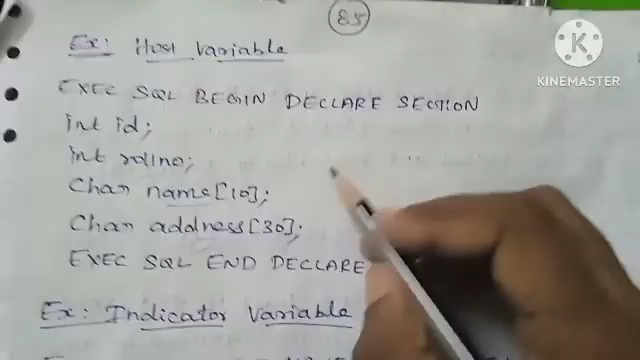 85
Ex: Host Variable
EXEC SQL BEGIN DECLARE SECTION
int id;
int rollno;
Char name[10];
Char address[30];
EXEC SQL END DECLARE
Ex: Indicator Variable
KINEMASTER